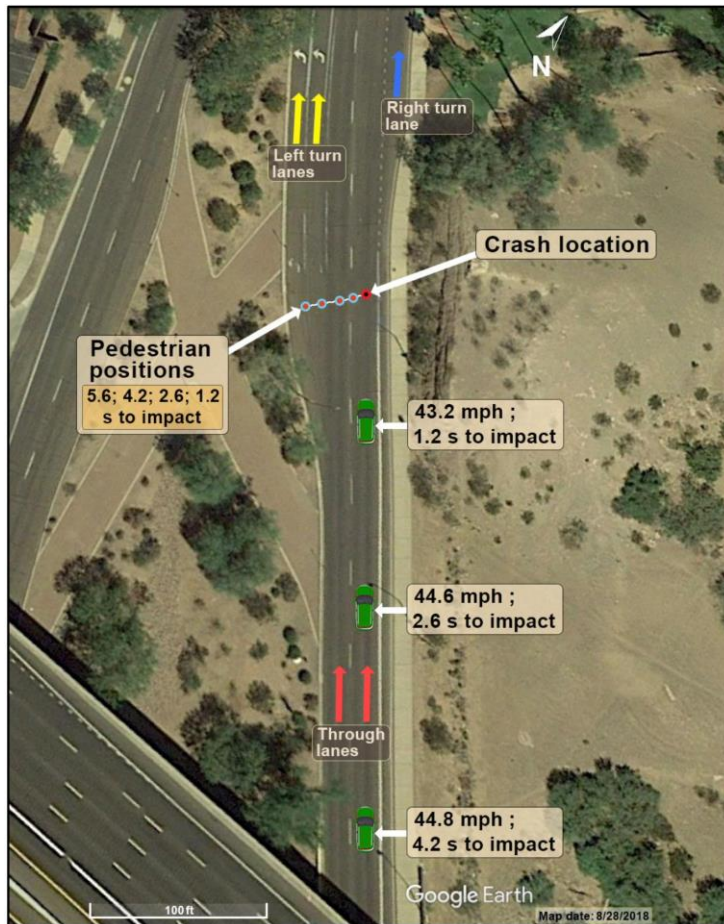 N
Right turn
lane
Left turn
lanes
Crash location
Pedestrian
positions
5.6; 4.2; 2.6; 1.2
s to impact
43.2 mph ;
1.2 s to impact
44.6 mph ;
2.6 s to impact
Through
lanes
44.8 mph ;
4.2 s to impact
100 ft
Google Earth
Map date: 8/28/2018